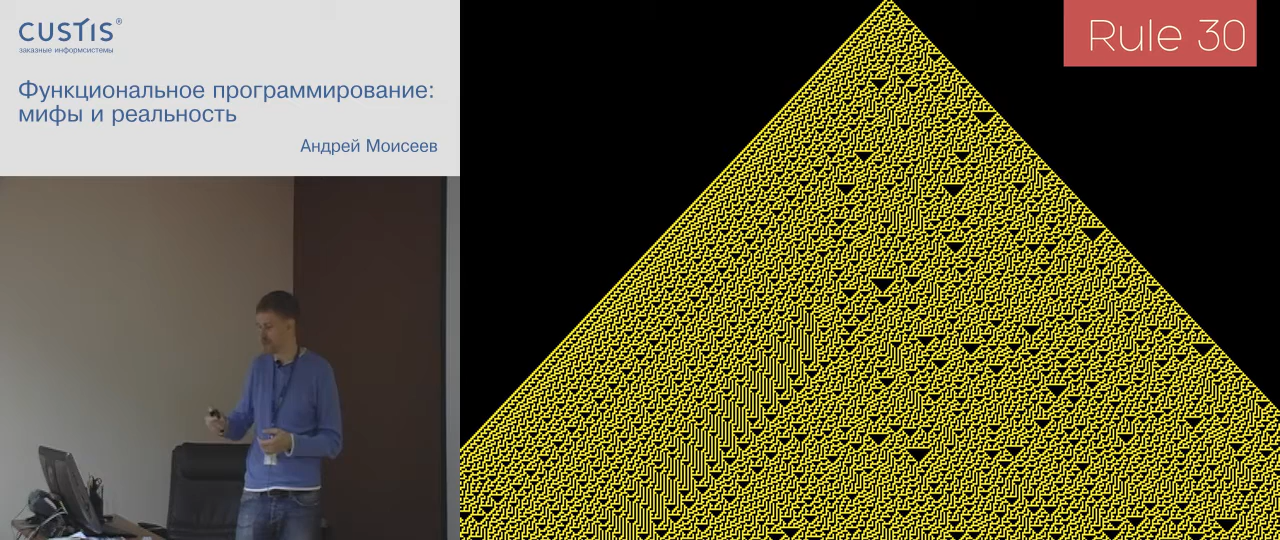 CUSTIS®
заказные информсистемы
Функциональное программирование:
мифы и реальность
Андрей Моисеев
Rule 30